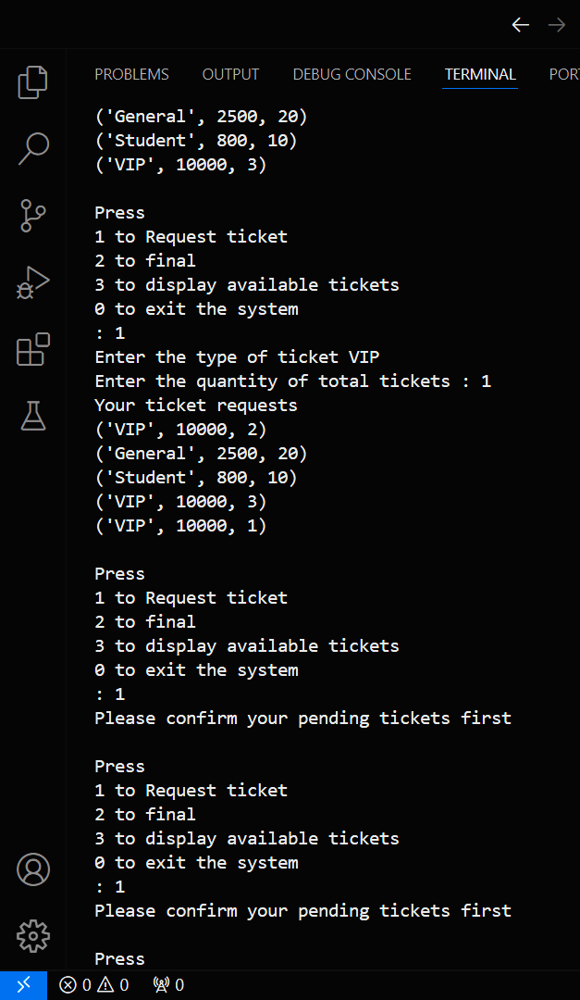 PROBLEMS OUTPUT DEBUG CONSOLE TERMINAL POR
('General', 2500, 20)
('Student', 800, 10)
('VIP', 10000, 3)
Press
1 to Request ticket
2 to final
3 to display available tickets
0 to exit the system
: 1
Enter the type of ticket VIP
Enter the quantity of total tickets : 1
Your ticket requests
('VIP', 10000, 2)
('General', 2500, 20)
('Student', 800, 10)
('VIP', 10000, 3)
('VIP', 10000, 1)
Press
1 to Request ticket
2 to final
3 to display available tickets
0 to exit the system
: 1
Please confirm your pending tickets first
Press
1 to Request ticket
2 to final
3 to display available tickets
0 to exit the system
: 1
Please confirm your pending tickets first
Press
0 0 0